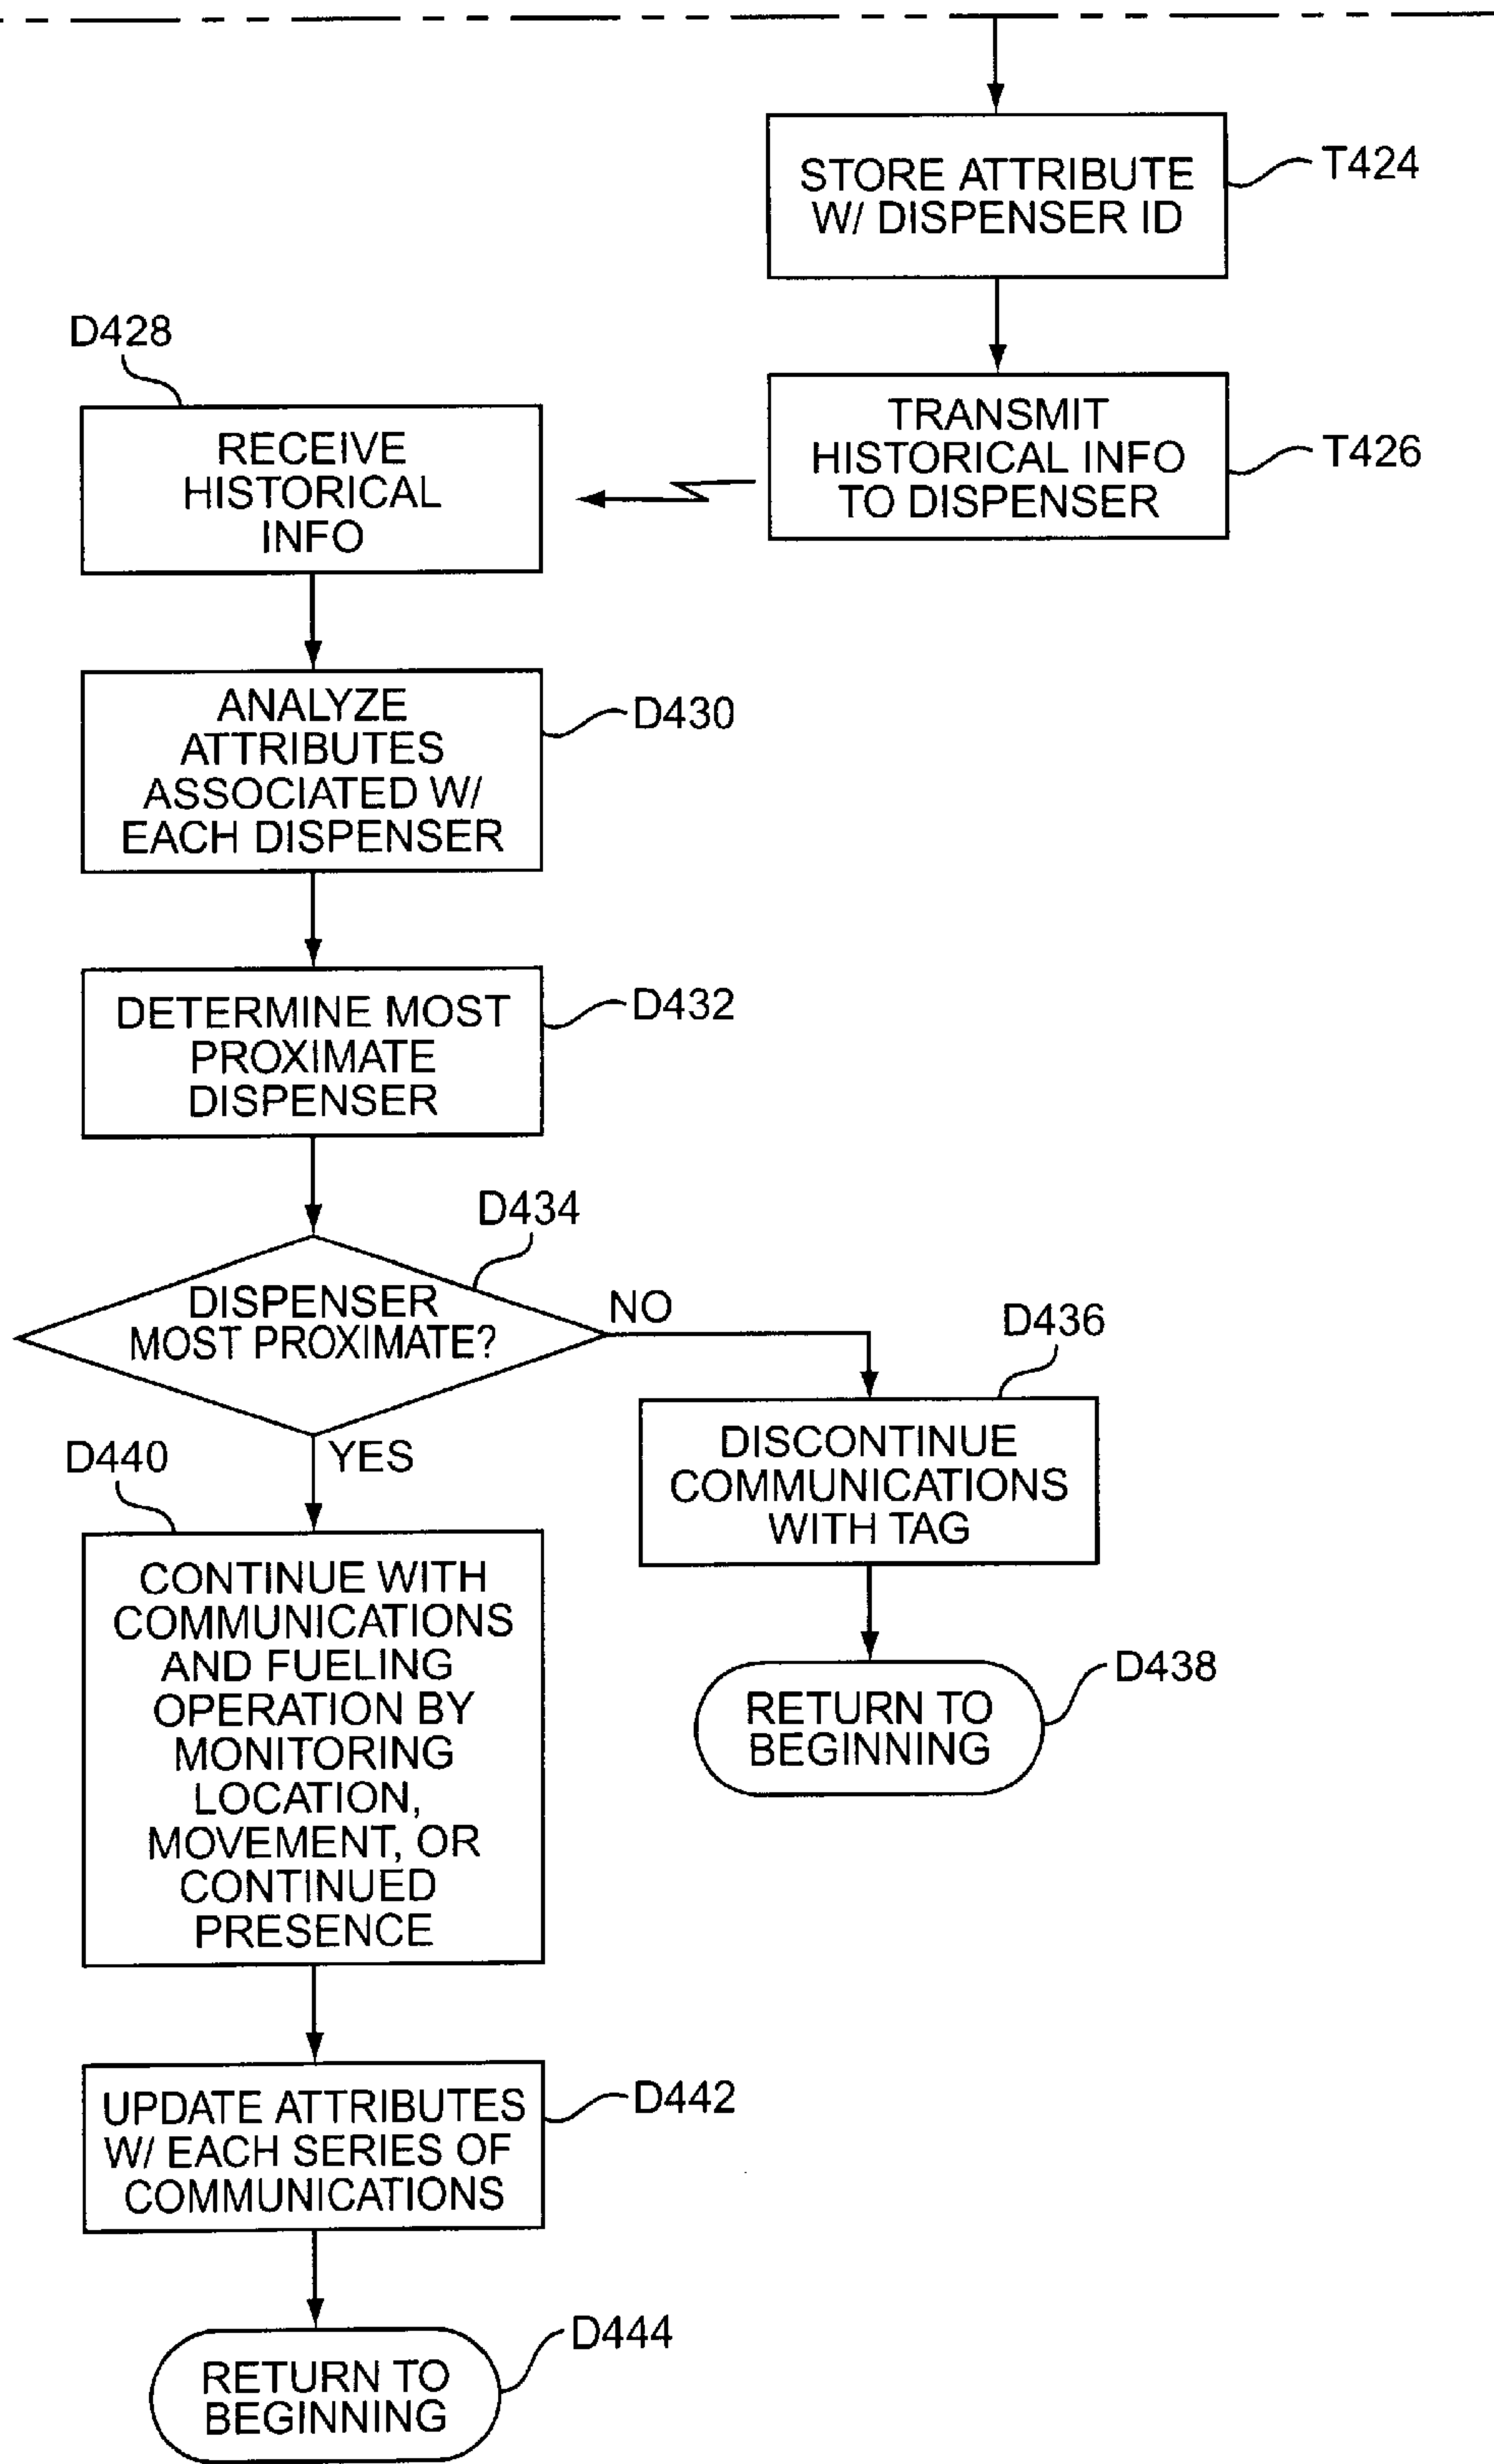 STORE ATTRIBUTE
W/ DISPENSER ID
T424
TRANSMIT
HISTORICAL INFO
TO DISPENSER
T426
D428
RECEIVE
HISTORICAL
INFO
ANALYZE
ATTRIBUTES
ASSOCIATED W/
EACH DISPENSER
D430
DETERMINE MOST
PROXIMATE
DISPENSER
D432
D434
DISPENSER
MOST PROXIMATE?
NO
YES
D436
DISCONTINUE
COMMUNICATIONS
WITH TAG
RETURN TO
BEGINNING
D438
D440
CONTINUE WITH
COMMUNICATIONS
AND FUELING
OPERATION BY
MONITORING
LOCATION,
MOVEMENT, OR
CONTINUED
PRESENCE
UPDATE ATTRIBUTES
W/ EACH SERIES OF
COMMUNICATIONS
D442
RETURN TO
BEGINNING
D444